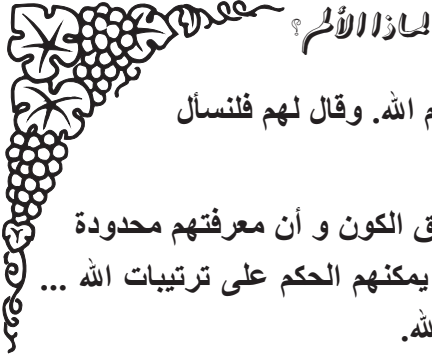 لماذا الألم ؟
م الله. وقال لهم فلنسأل
ق الكون و أن معرفتهم محدودة
يمكنهم الحكم على ترتيبات الله ...
لله.